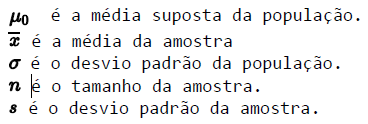 μ₀ é a média suposta da população.
x̅ é a média da amostra
σ é o desvio padrão da população.
n é o tamanho da amostra.
s é o desvio padrão da amostra.